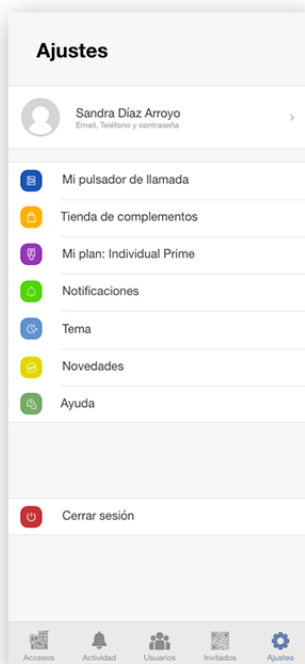 Ajustes
Sandra Díaz Arroyo
Email, Teléfono y contraseña
Mi pulsador de llamada
Tienda de complementos
Mi plan: Individual Prime
Notificaciones
Tema
Novedades
Ayuda
Cerrar sesión
Accesos Actividad Usuarios Invitados Ajustes